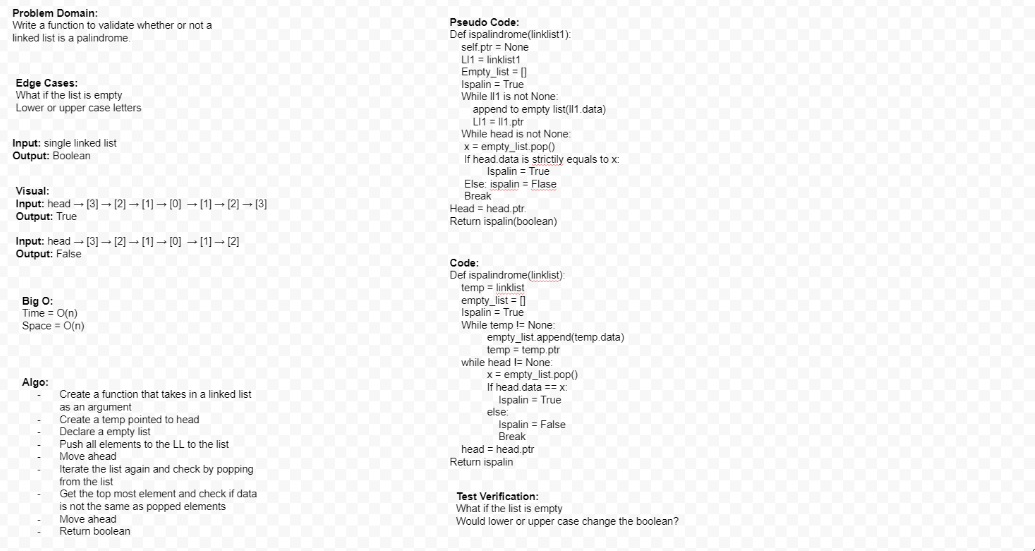 Problem Domain:
Write a function to validate whether or not a
linked list is a palindrome.
Edge Cases:
What if the list is empty
Lower or upper case letters
Input: single linked list
Output: Boolean
Visual:
Input: head → [3] → [2] → [1] → [0] → [1] → [2] → [3]
Output: True
Input: head → [3] → [2] → [1] → [0] → [1] → [2]
Output: False
Big O:
Time = O(n)
Space = O(n)
Algo:
- Create a function that takes in a linked list
as an argument
- Create a temp pointed to head
- Declare a empty list
- Push all elements to the LL to the list
- Move ahead
- Iterate the list again and check by popping
from the list
- Get the top most element and check if data
is not the same as popped elements
- Move ahead
- Return boolean
Pseudo Code:
Def ispalindrome(linklist1):
self.ptr = None
Ll1 = linklist1
Empty_list = []
Ispalin = True
While ll1 is not None:
append to empty list(ll1.data)
Ll1 = ll1.ptr
While head is not None:
x = empty_list.pop()
If head.data is strictily equals to x:
Ispalin = True
Else: ispalin = Flase
Break
Head = head.ptr
Return ispalin(boolean)
Code:
Def ispalindrome(linklist):
temp = linklist
empty_list = []
Ispalin = True
While temp != None:
empty_list.append(temp.data)
temp = temp.ptr
while head != None:
x = empty_list.pop()
If head.data == x:
Ispalin = True
else:
Ispalin = False
Break
head = head.ptr
Return ispalin
Test Verification:
What if the list is empty
Would lower or upper case change the boolean?